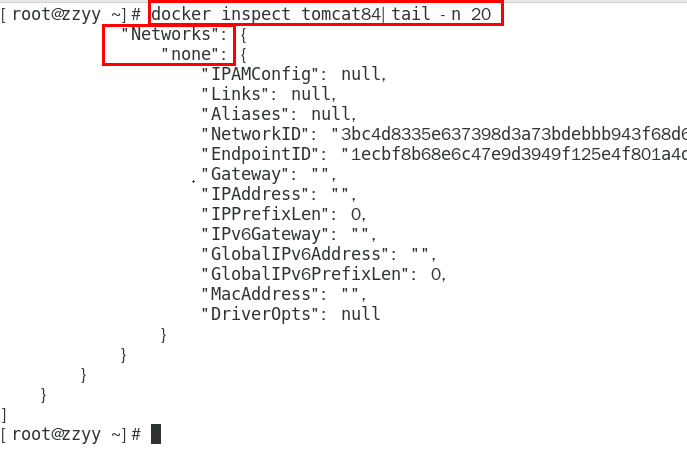 [ root@zzyy ~] # docker inspect tomcat84| tail - n 20
"Networks": {
"none": {
"IPAMConfig": null,
"Links": null,
"Aliases": null,
"NetworkID": "3bc4d8335e637398d3a73bdebbb943f68d6
"EndpointID": "1ecbf8b68e6c47e9d3949f125e4f801a4d
"Gateway": "",
"IPAddress": "",
"IPPrefixLen": 0,
"IPv6Gateway": "",
"GlobalIPv6Address": "",
"GlobalIPv6PrefixLen": 0,
"MacAddress": "",
"DriverOpts": null
}
}
}
}
]
[ root@zzyy ~] #